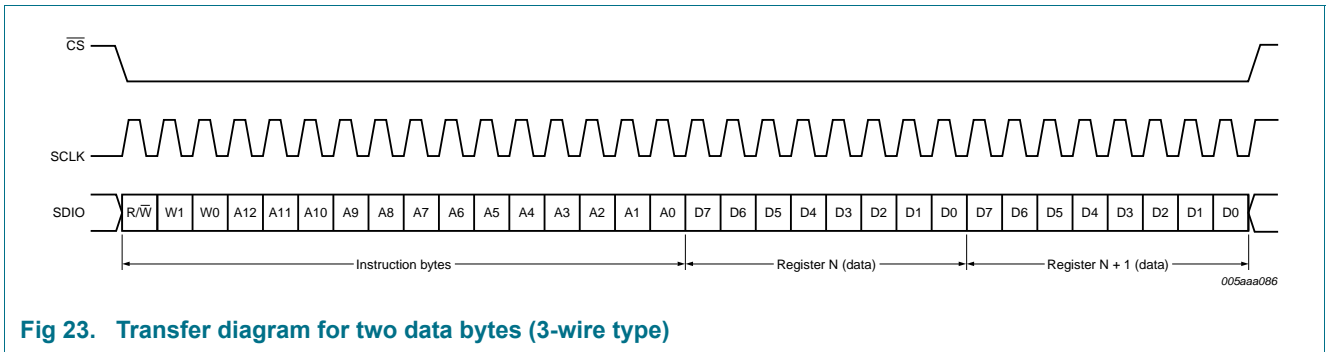 CS
SCLK
SDIO R/W W1 W0 A12 A11 A10 A9 A8 A7 A6 A5 A4 A3 A2 A1 A0 D7 D6 D5 D4 D3 D2 D1 D0 D7 D6 D5 D4 D3 D2 D1 D0
Instruction bytes Register N (data) Register N + 1 (data)
005aaa086
Fig 23. Transfer diagram for two data bytes (3-wire type)